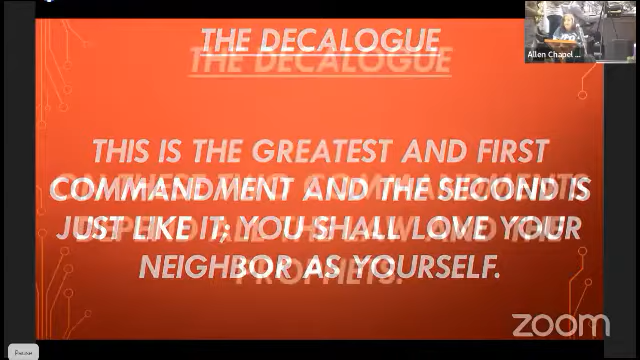 THE DECALOGUE
Allen Chapel ...
THIS IS THE GREATEST AND FIRST
COMMANDMENT AND THE SECOND IS
JUST LIKE IT; YOU SHALL LOVE YOUR
NEIGHBOR AS YOURSELF.
PROPHETS.
zoom